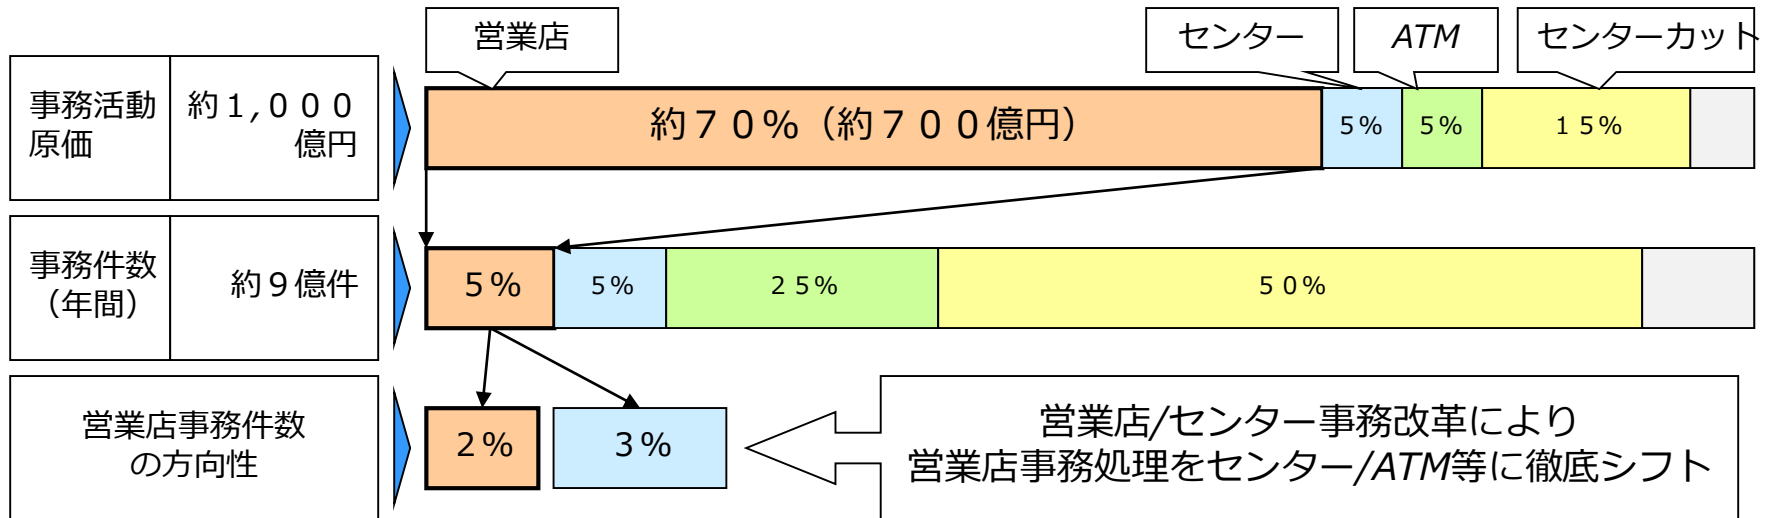 営業店
センター
ATM
センターカット
事務活動
原価
約１,０００
億円
約７０%（約７００億円）
5%
5%
１５%
事務件数
（年間）
約９億件
５%
５%
２５%
５０%
営業店事務件数
の方向性
２%
３%
営業店/センター事務改革により
営業店事務処理をセンター/ATM等に徹底シフト